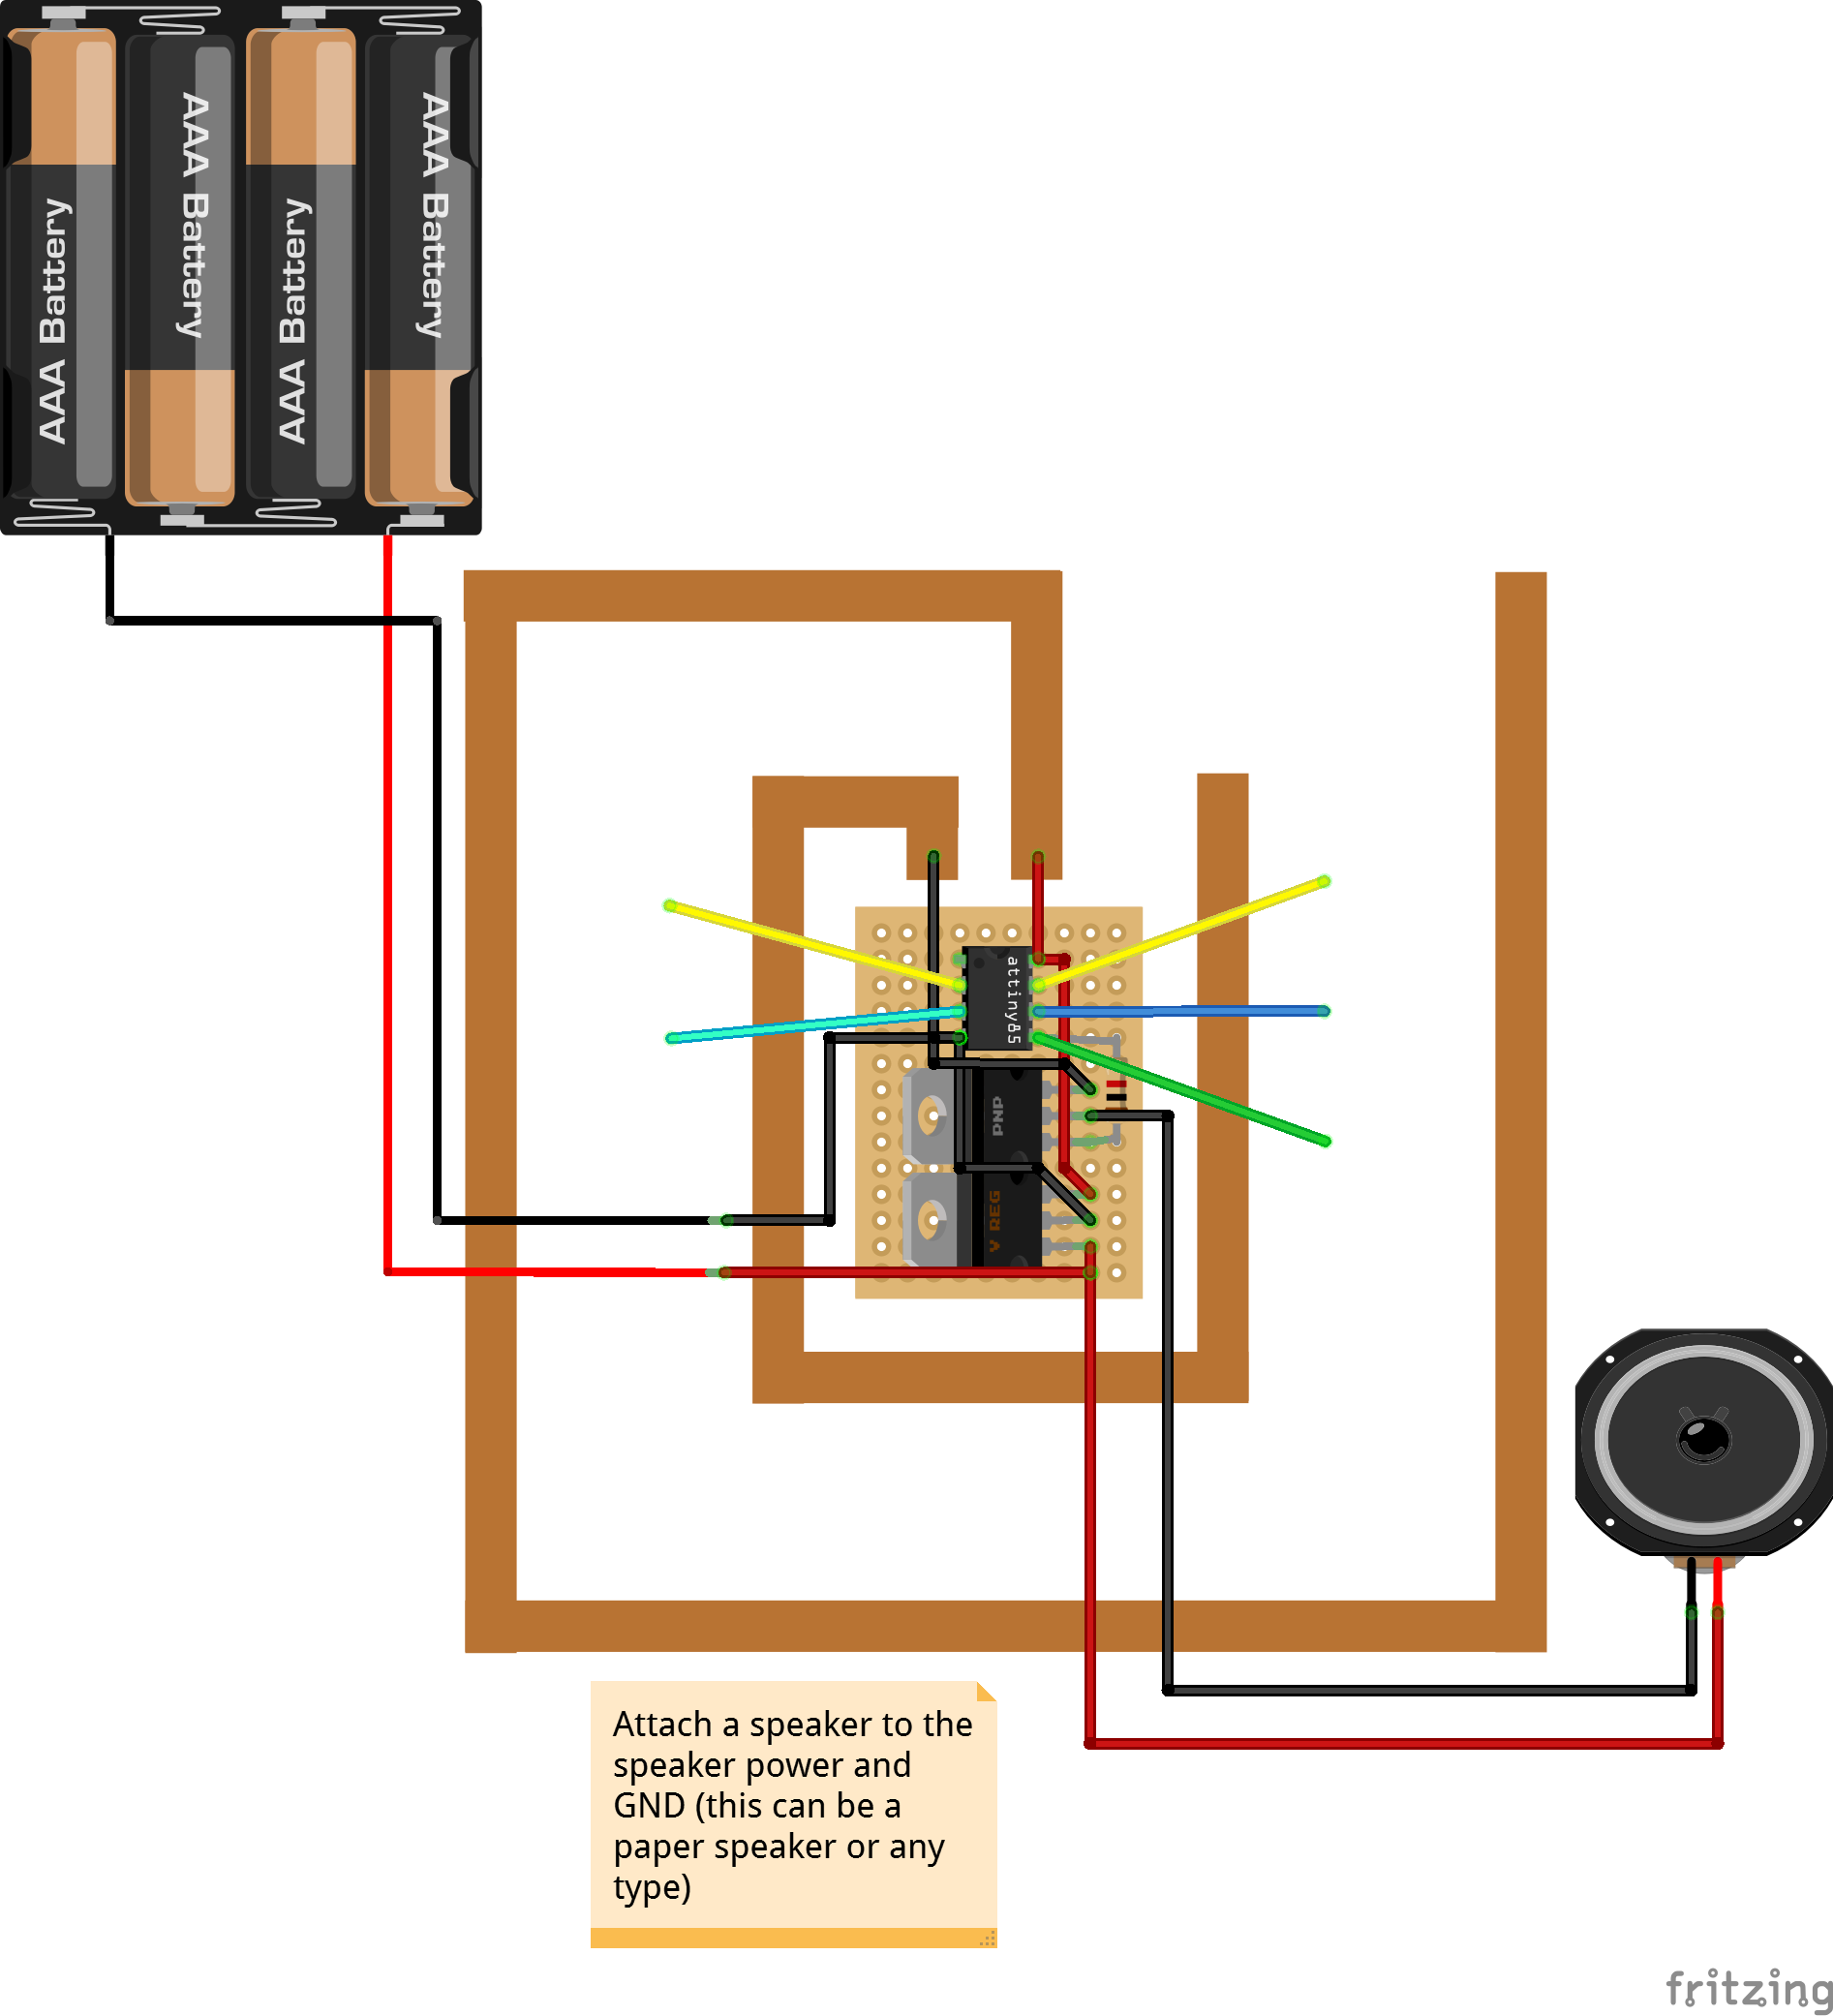 AAA Battery
AAA Battery
AAA Battery
AAA Battery
attiny85
PNP
V REG
Attach a speaker to the
speaker power and
GND (this can be a
paper speaker or any
type)
fritzing